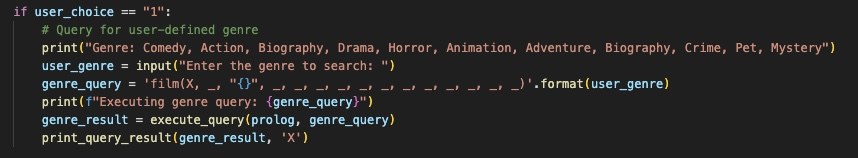 if user_choice == "1":
    # Query for user-defined genre
    print("Genre: Comedy, Action, Biography, Drama, Horror, Animation, Adventure, Biography, Crime, Pet, Mystery")
    user_genre = input("Enter the genre to search: ")
    genre_query = 'film(X, _, "{}", _, _, _, _, _, _, _, _, _, _, _, _, _)'.format(user_genre)
    print(f"Executing genre query: {genre_query}")
    genre_result = execute_query(prolog, genre_query)
    print_query_result(genre_result, 'X')